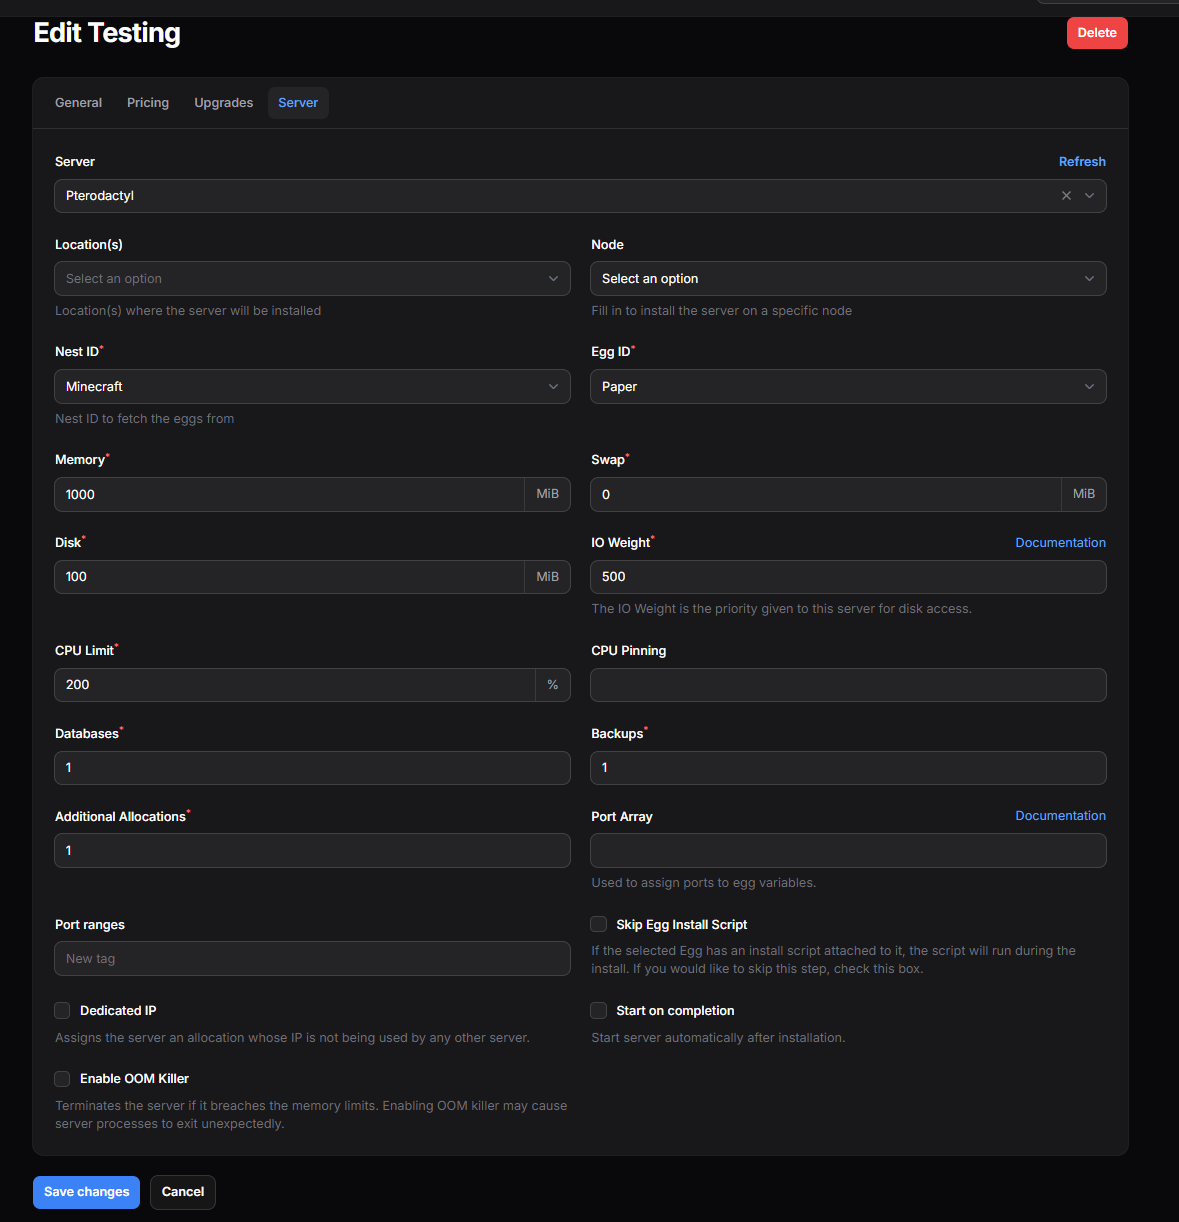 Edit Testing
Delete
General Pricing Upgrades Server
Server Refresh
Pterodactyl
Location(s) Node
Select an option Select an option
Location(s) where the server will be installed Fill in to install the server on a specific node
Nest ID* Egg ID*
Minecraft Paper
Nest ID to fetch the eggs from
Memory* Swap*
1000 MiB 0 MiB
Disk* IO Weight* Documentation
100 MiB 500
The IO Weight is the priority given to this server for disk access.
CPU Limit* CPU Pinning
200 %
Databases* Backups*
1 1
Additional Allocations* Port Array Documentation
1
Used to assign ports to egg variables.
Port ranges Skip Egg Install Script
New tag
If the selected Egg has an install script attached to it, the script will run during the
install. If you would like to skip this step, check this box.
Dedicated IP Start on completion
Assigns the server an allocation whose IP is not being used by any other server. Start server automatically after installation.
Enable OOM Killer
Terminates the server if it breaches the memory limits. Enabling OOM killer may cause
server processes to exit unexpectedly.
Save changes Cancel